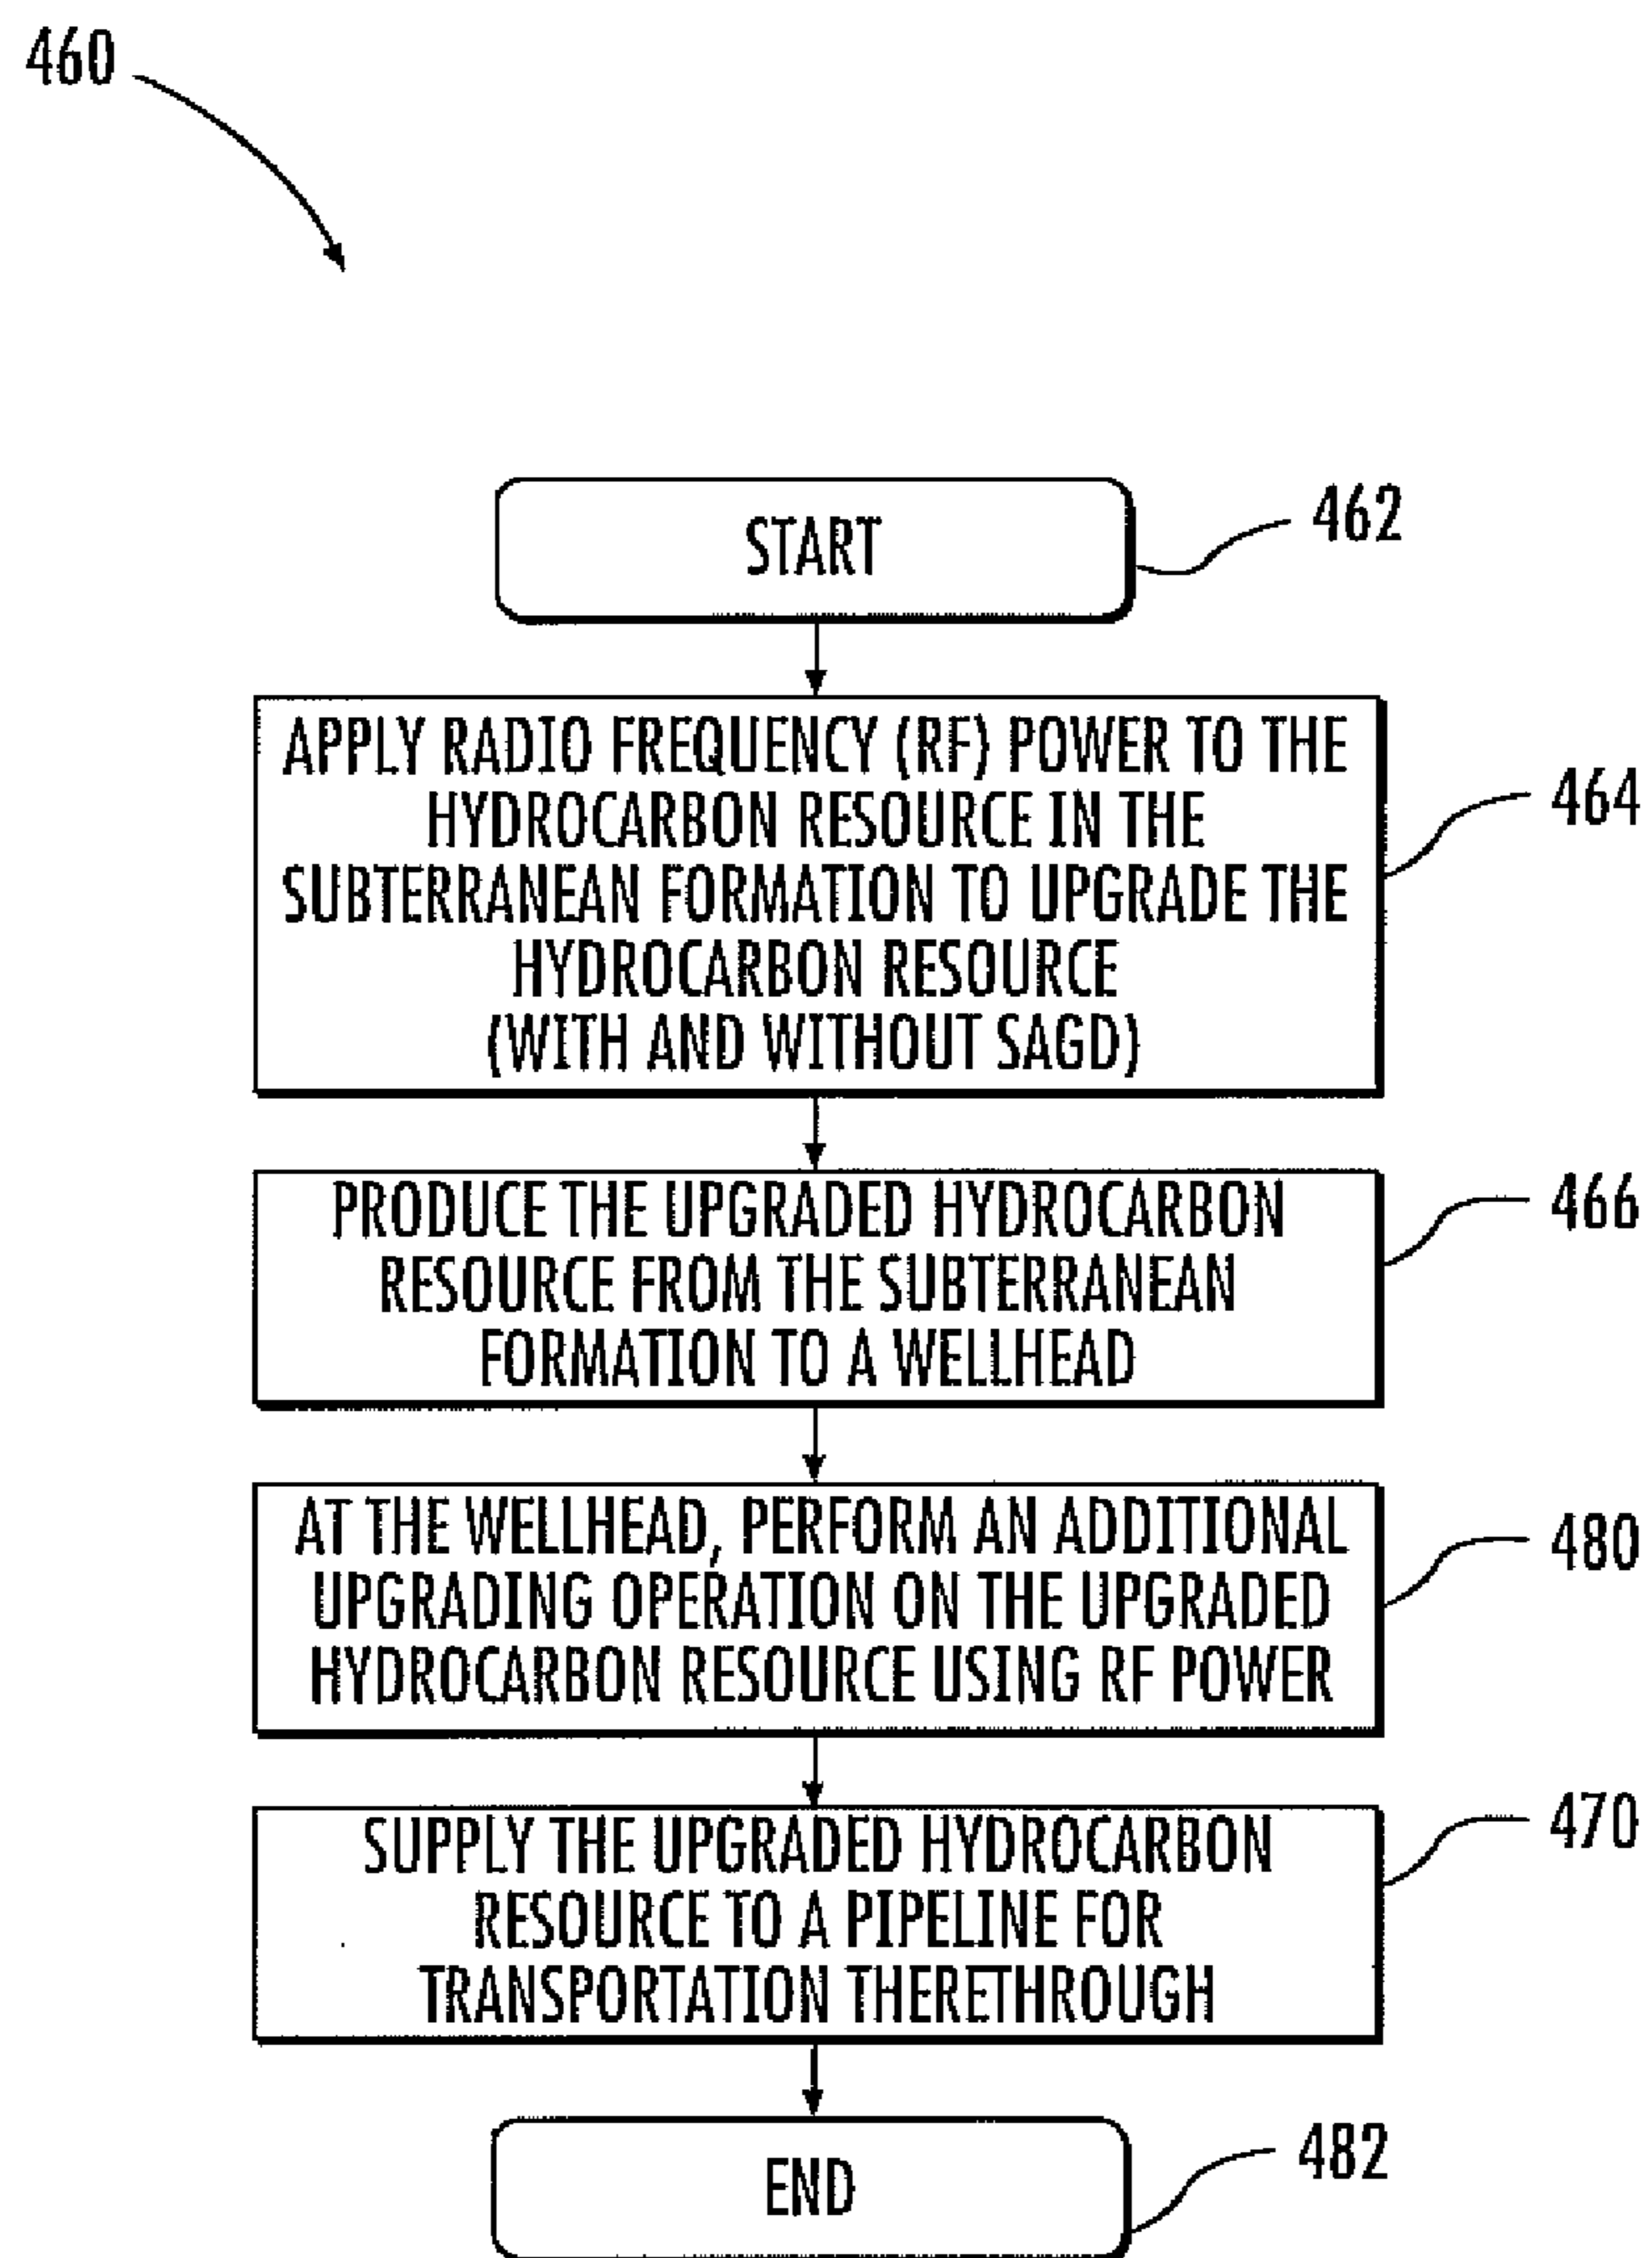 460
START
462
APPLY RADIO FREQUENCY (RF) POWER TO THE
HYDROCARBON RESOURCE IN THE
SUBTERRANEAN FORMATION TO UPGRADE THE
HYDROCARBON RESOURCE
(WITH AND WITHOUT SAGD)
464
PRODUCE THE UPGRADED HYDROCARBON
RESOURCE FROM THE SUBTERRANEAN
FORMATION TO A WELLHEAD
466
AT THE WELLHEAD, PERFORM AN ADDITIONAL
UPGRADING OPERATION ON THE UPGRADED
HYDROCARBON RESOURCE USING RF POWER
480
SUPPLY THE UPGRADED HYDROCARBON
RESOURCE TO A PIPELINE FOR
TRANSPORTATION THERETHROUGH
470
END
482